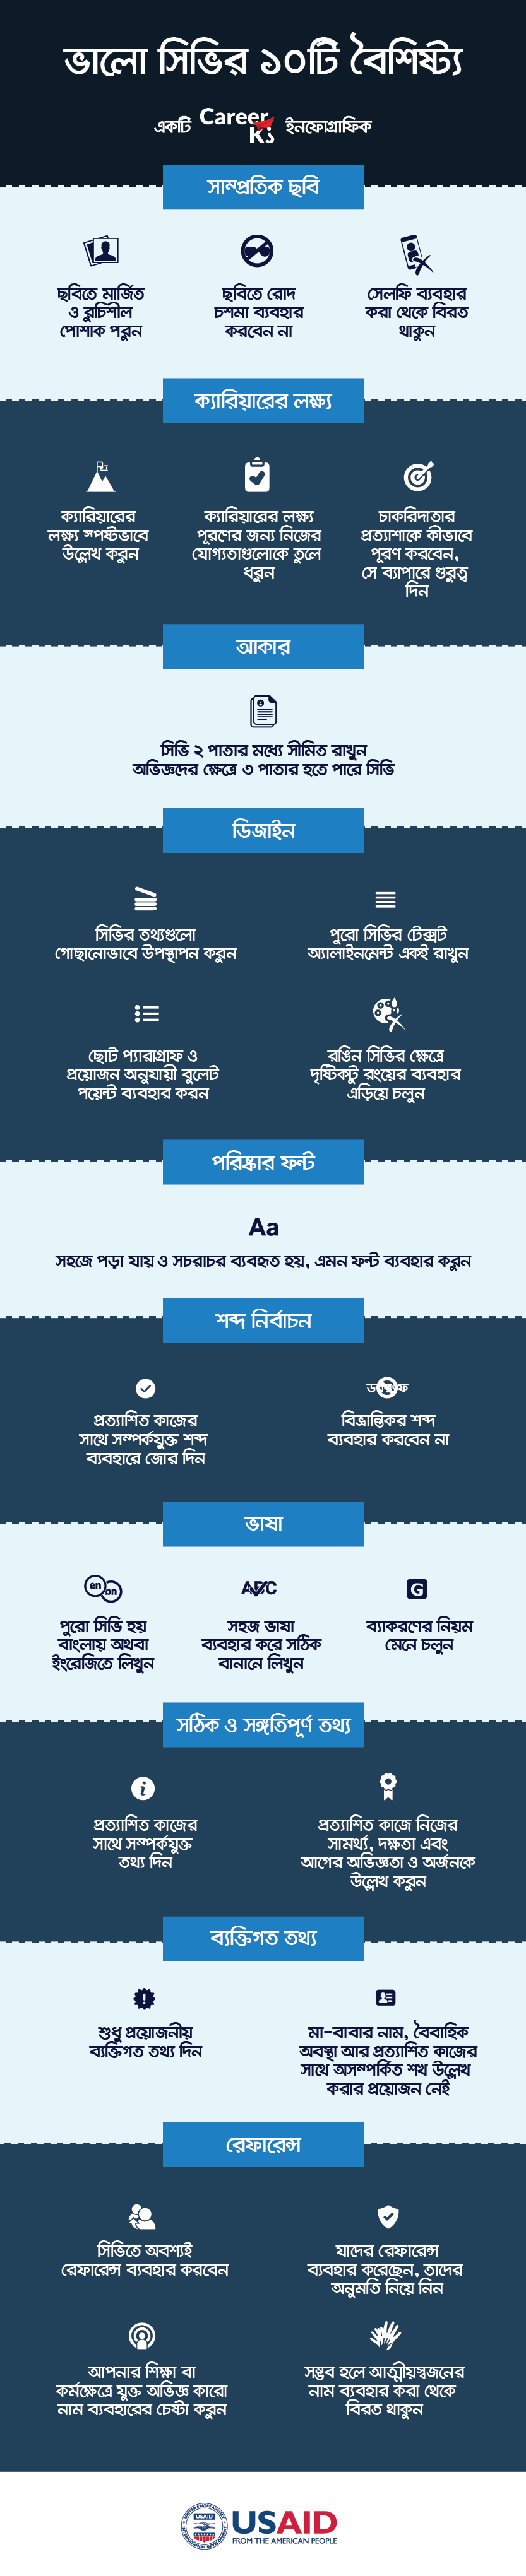 ভালো সিভির ১০টি বৈশিষ্ট্য
একটি Career Ki ইনফোগ্রাফিক
সাম্প্রতিক ছবি
ছবিতে মার্জিত
ও রুচিশীল
পোশাক পরুন
ছবিতে রোদ
চশমা ব্যবহার
করবেন না
সেলফি ব্যবহার
করা থেকে বিরত
থাকুন
ক্যারিয়ারের লক্ষ্য
ক্যারিয়ারের
লক্ষ্য স্পষ্টভাবে
উল্লেখ করুন
ক্যারিয়ারের লক্ষ্য
পূরণের জন্য নিজের
যোগ্যতাগুলোকে তুলে
ধরুন
চাকরিদাতার
প্রত্যাশাকে কীভাবে
পূরণ করবেন,
সে ব্যাপারে গুরুত্ব
দিন
আকার
সিভি ২ পাতার মধ্যে সীমিত রাখুন
অভিজ্ঞদের ক্ষেত্রে ৩ পাতার হতে পারে সিভি
ডিজাইন
সিভির তথ্যগুলো
গোছানোভাবে উপস্থাপন করুন
পুরো সিভির টেক্সট
অ্যালাইনমেন্ট একই রাখুন
ছোট প্যারাগ্রাফ ও
প্রয়োজন অনুযায়ী বুলেট
পয়েন্ট ব্যবহার করন
রঙিন সিভির ক্ষেত্রে
দৃষ্টিকটু রংয়ের ব্যবহার
এড়িয়ে চলুন
পরিষ্কার ফন্ট
Aa
সহজে পড়া যায় ও সচরাচর ব্যবহৃত হয়, এমন ফন্ট ব্যবহার করুন
শব্দ নির্বাচন
প্রত্যাশিত কাজের
সাথে সম্পর্কযুক্ত শব্দ
ব্যবহারে জোর দিন
বিভ্রান্তিকর শব্দ
ব্যবহার করবেন না
ভাষা
en bn
পুরো সিভি হয়
বাংলায় অথবা
ইংরেজিতে লিখুন
ABC
সহজ ভাষা
ব্যবহার করে সঠিক
বানানে লিখুন
G
ব্যাকরণের নিয়ম
মেনে চলুন
সঠিক ও সঙ্গতিপূর্ণ তথ্য
i
প্রত্যাশিত কাজের
সাথে সম্পর্কযুক্ত
তথ্য দিন
প্রত্যাশিত কাজে নিজের
সামর্থ্য, দক্ষতা এবং
আগের অভিজ্ঞতা ও অর্জনকে
উল্লেখ করুন
ব্যক্তিগত তথ্য
শুধু প্রয়োজনীয়
ব্যক্তিগত তথ্য দিন
মা-বাবার নাম, বৈবাহিক
অবস্থা আর প্রত্যাশিত কাজের
সাথে অসম্পর্কিত শখ উল্লেখ
করার প্রয়োজন নেই
রেফারেন্স
সিভিতে অবশ্যই
রেফারেন্স ব্যবহার করবেন
যাদের রেফারেন্স
ব্যবহার করেছেন, তাদের
অনুমতি নিয়ে নিন
আপনার শিক্ষা বা
কর্মক্ষেত্রে যুক্ত অভিজ্ঞ কারো
নাম ব্যবহারের চেষ্টা করুন
সম্ভব হলে আত্মীয়স্বজনের
নাম ব্যবহার করা থেকে
বিরত থাকুন
USAID
FROM THE AMERICAN PEOPLE